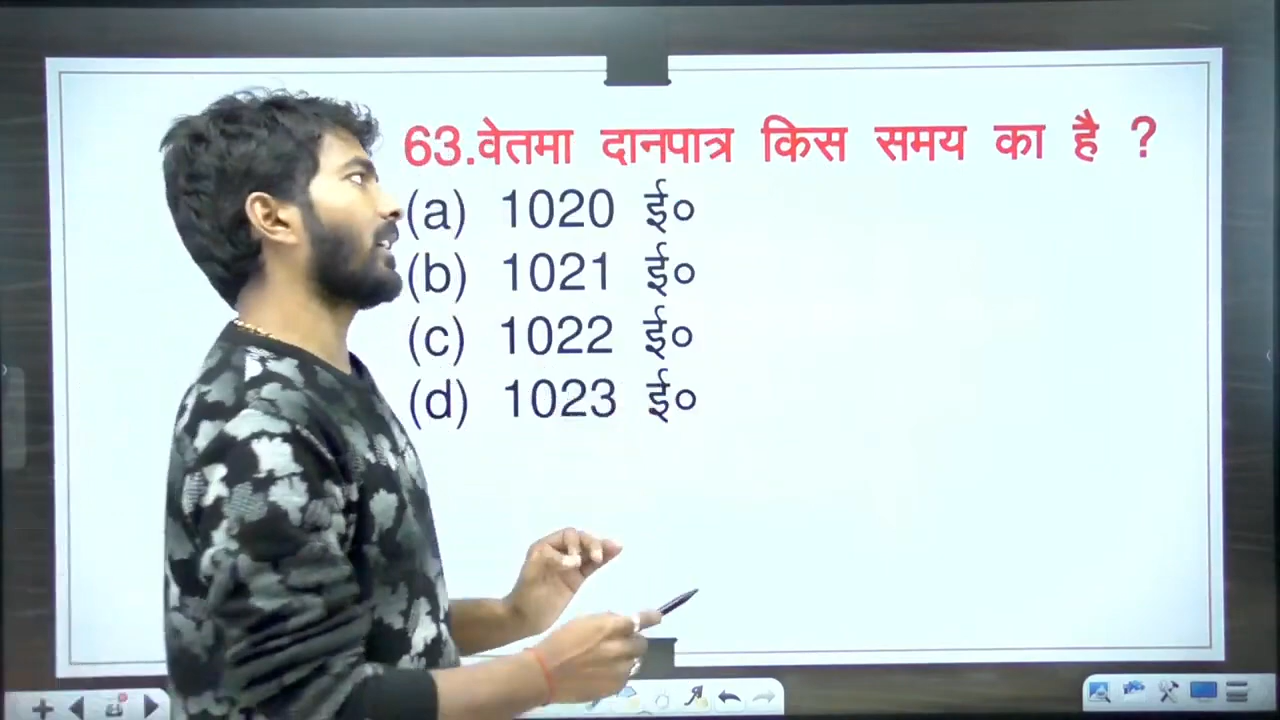 63.वेतमा दानपात्र किस समय का है ?
(a) 1020 ई०
(b) 1021 ई०
(c) 1022 ई०
(d) 1023 ई०